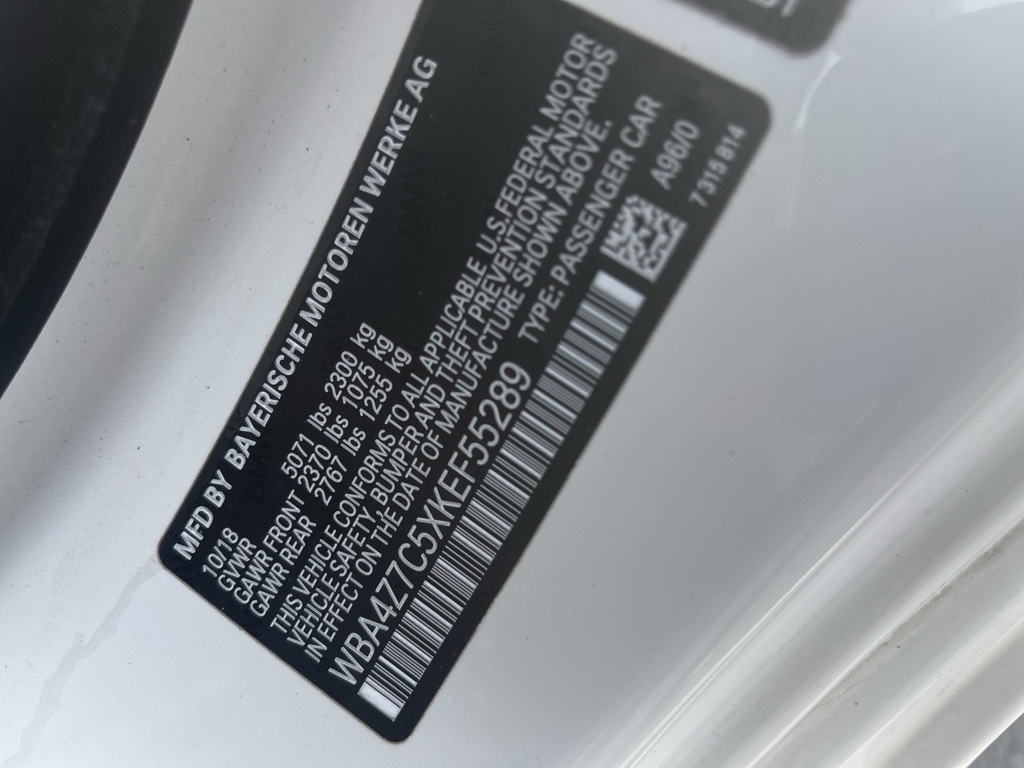 MFD BY BAYERISCHE MOTOREN WERKE AG
10/18
GVWR 5071 lbs 2300 kg
GAWR FRONT 2370 lbs 1075 kg
GAWR REAR 2767 lbs 1255 kg
THIS VEHICLE CONFORMS TO ALL APPLICABLE U.S.FEDERAL MOTOR
VEHICLE SAFETY, BUMPER AND THEFT PREVENTION STANDARDS
IN EFFECT ON THE DATE OF MANUFACTURE SHOWN ABOVE.
WBA4Z7C5XKEF55289 TYPE: PASSENGER CAR
A96/0
7 315 814